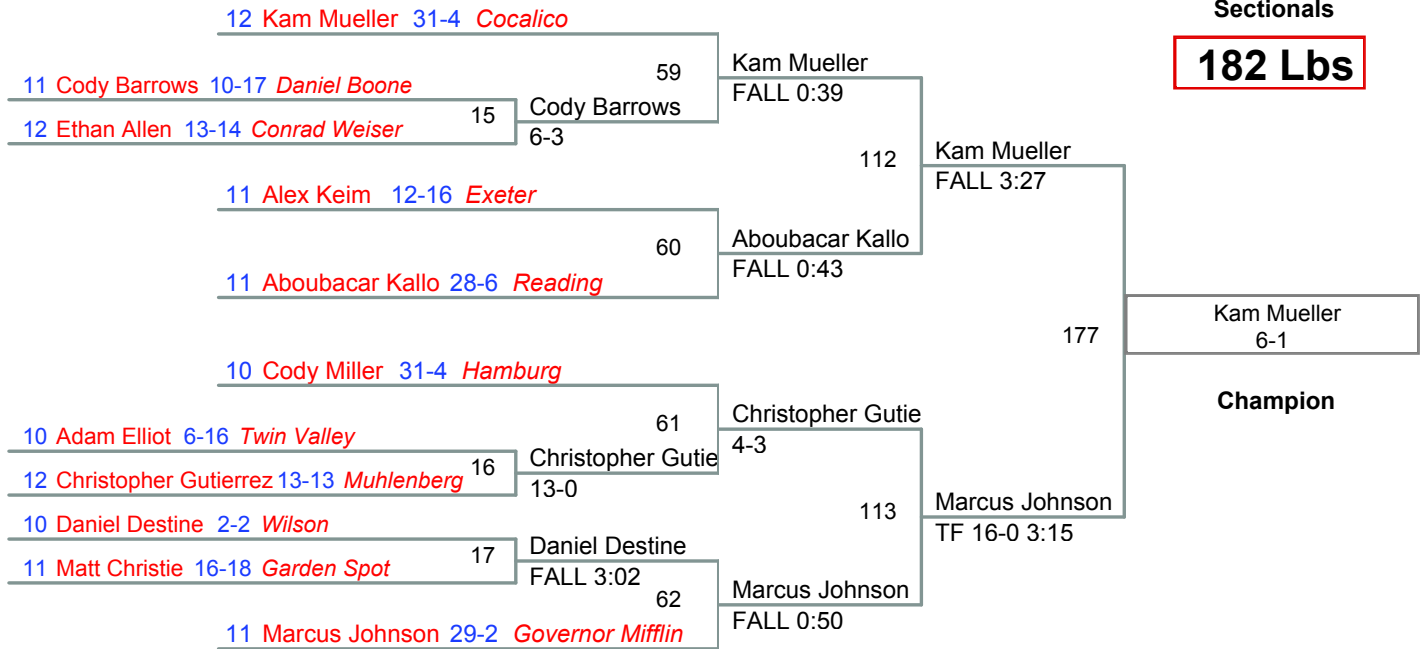 Sectionals
182 Lbs
12 Kam Mueller 31-4 Cocalico
11 Cody Barrows 10-17 Daniel Boone
12 Ethan Allen 13-14 Conrad Weiser
15
Cody Barrows
6-3
59
Kam Mueller
FALL 0:39
11 Alex Keim 12-16 Exeter
11 Aboubacar Kallo 28-6 Reading
60
Aboubacar Kallo
FALL 0:43
112
Kam Mueller
FALL 3:27
10 Cody Miller 31-4 Hamburg
10 Adam Elliot 6-16 Twin Valley
12 Christopher Gutierrez 13-13 Muhlenberg
16
Christopher Gutie
13-0
61
Christopher Gutie
4-3
10 Daniel Destine 2-2 Wilson
11 Matt Christie 16-18 Garden Spot
17
Daniel Destine
FALL 3:02
11 Marcus Johnson 29-2 Governor Mifflin
62
Marcus Johnson
FALL 0:50
113
Marcus Johnson
TF 16-0 3:15
177
Kam Mueller
6-1
Champion